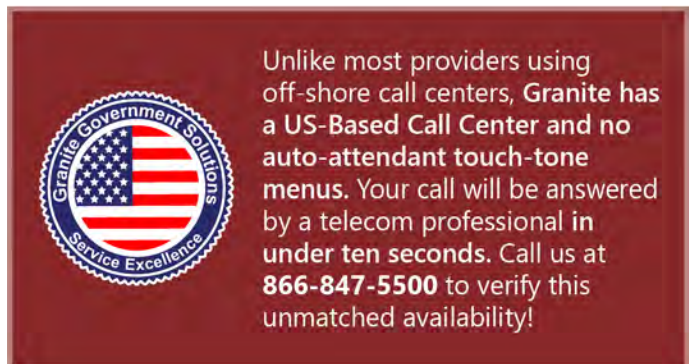 Granite Government Solutions
Service Excellence
Unlike most providers using
off-shore call centers, Granite has
a US-Based Call Center and no
auto-attendant touch-tone
menus. Your call will be answered
by a telecom professional in
under ten seconds. Call us at
866-847-5500 to verify this
unmatched availability!